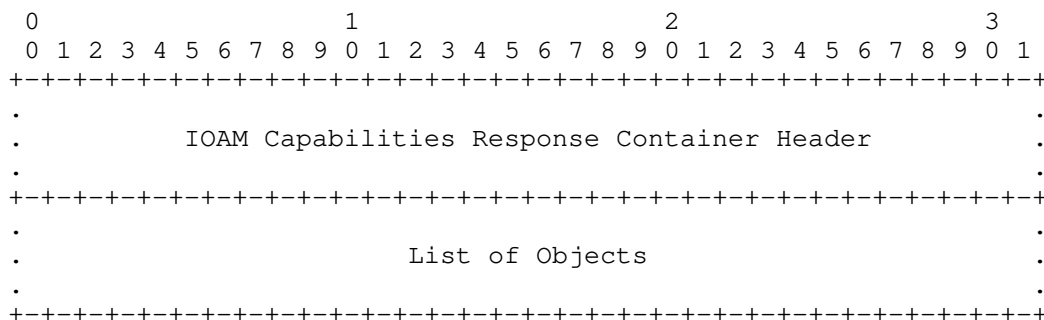 0                   1                   2                   3
 0 1 2 3 4 5 6 7 8 9 0 1 2 3 4 5 6 7 8 9 0 1 2 3 4 5 6 7 8 9 0 1
+-+-+-+-+-+-+-+-+-+-+-+-+-+-+-+-+-+-+-+-+-+-+-+-+-+-+-+-+-+-+-+-+
.                                                               .
.          IOAM Capabilities Response Container Header          .
.                                                               .
+-+-+-+-+-+-+-+-+-+-+-+-+-+-+-+-+-+-+-+-+-+-+-+-+-+-+-+-+-+-+-+-+
.                                                               .
.                        List of Objects                        .
.                                                               .
+-+-+-+-+-+-+-+-+-+-+-+-+-+-+-+-+-+-+-+-+-+-+-+-+-+-+-+-+-+-+-+-+